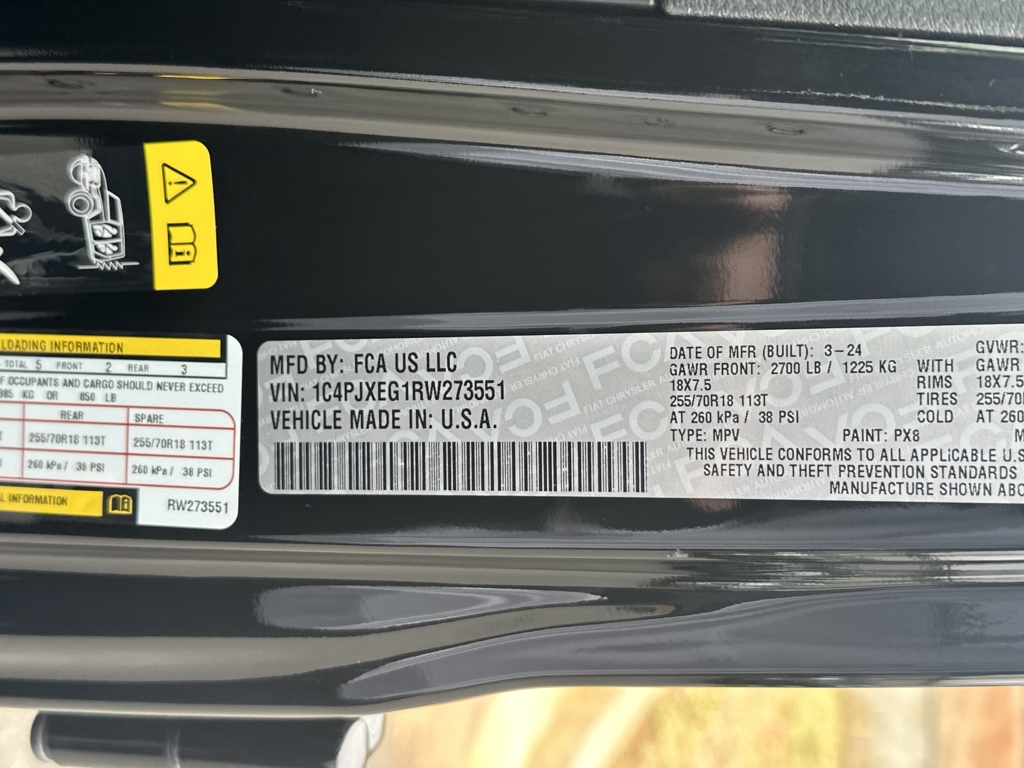 LOADING INFORMATION
TOTAL 5 FRONT 2 REAR 3
OF OCCUPANTS AND CARGO SHOULD NEVER EXCEED
385 KG OR 850 LB
REAR SPARE
255/70R18 113T 255/70R18 113T
260 kPa / 38 PSI 260 kPa / 38 PSI
INFORMATION
RW273551
MFD BY: FCA US LLC
VIN: 1C4PJXEG1RW273551
VEHICLE MADE IN: U.S.A.
DATE OF MFR (BUILT): 3-24 GVWR:
GAWR FRONT: 2700 LB / 1225 KG WITH GAWR
18X7.5 RIMS 18X7.5
255/70R18 113T TIRES 255/70
AT 260 kPa / 38 PSI COLD AT 260
TYPE: MPV PAINT: PX8 M
THIS VEHICLE CONFORMS TO ALL APPLICABLE U.S
SAFETY AND THEFT PREVENTION STANDARDS
MANUFACTURE SHOWN ABO